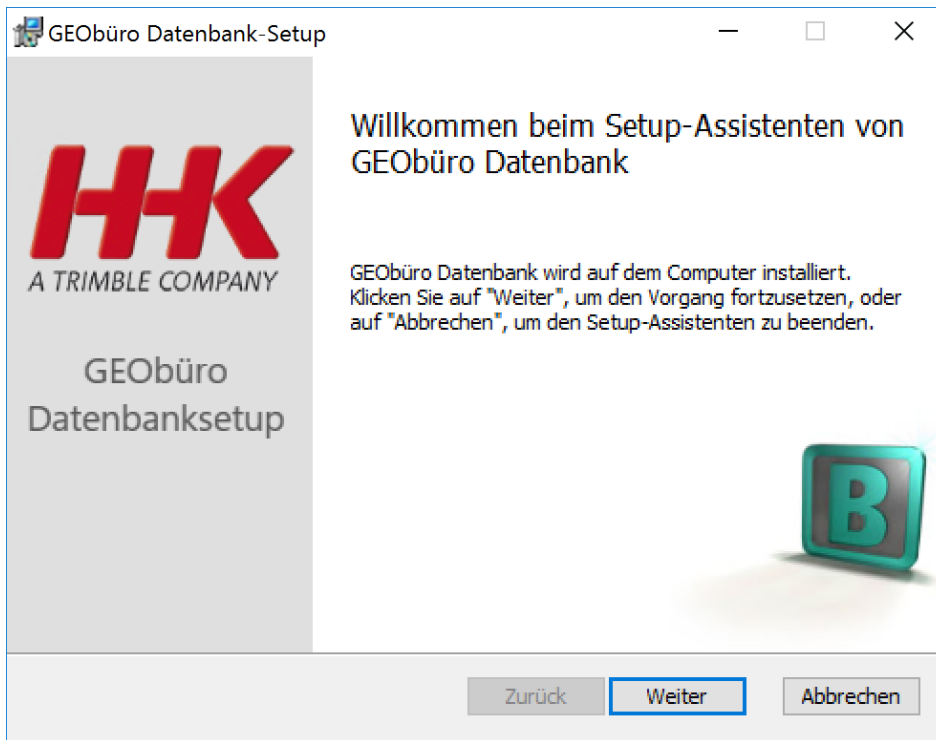 GEObüro Datenbank-Setup
HHK
A TRIMBLE COMPANY
GEObüro
Datenbanksetup
Willkommen beim Setup-Assistenten von
GEObüro Datenbank
GEObüro Datenbank wird auf dem Computer installiert.
Klicken Sie auf "Weiter", um den Vorgang fortzusetzen, oder
auf "Abbrechen", um den Setup-Assistenten zu beenden.
B
Zurück
Weiter
Abbrechen